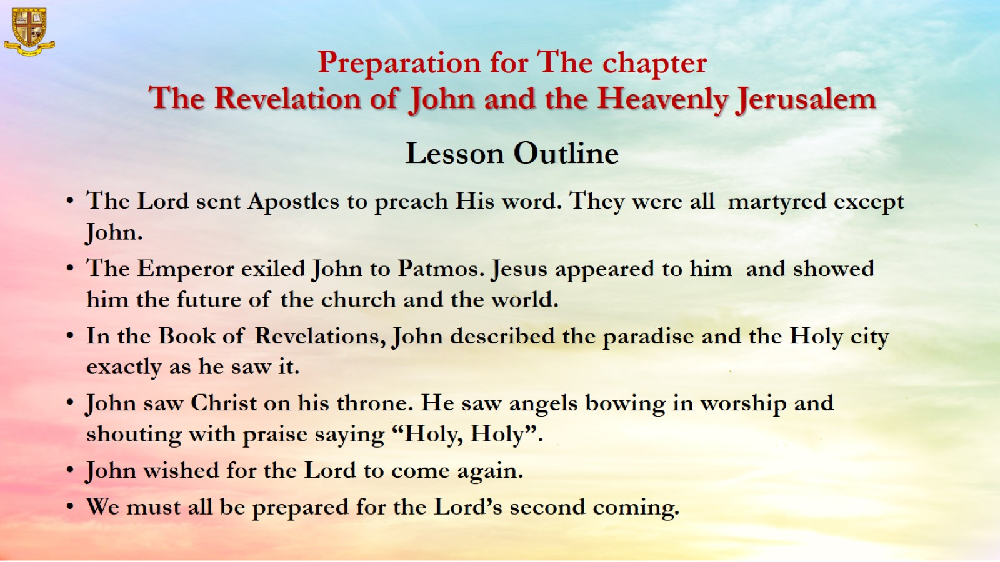 Preparation for The chapter
The Revelation of John and the Heavenly Jerusalem
Lesson Outline
• The Lord sent Apostles to preach His word. They were all martyred except
John.
• The Emperor exiled John to Patmos. Jesus appeared to him and showed
him the future of the church and the world.
• In the Book of Revelations, John described the paradise and the Holy city
exactly as he saw it.
• John saw Christ on his throne. He saw angels bowing in worship and
shouting with praise saying “Holy, Holy”.
• John wished for the Lord to come again.
• We must all be prepared for the Lord’s second coming.